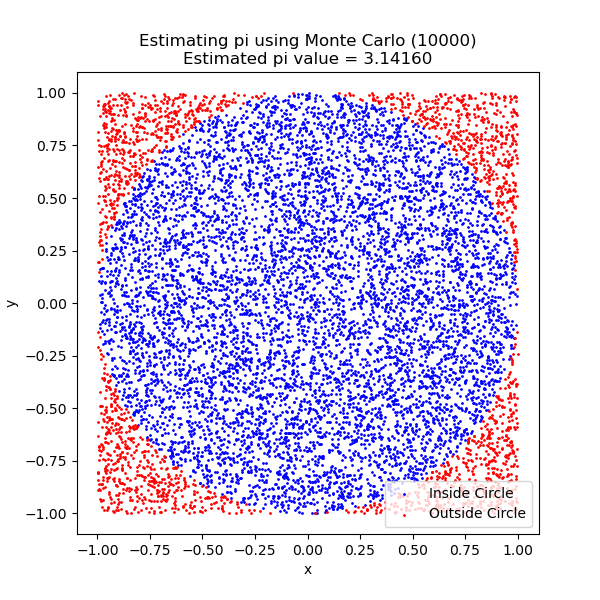 Estimating pi using Monte Carlo (10000)
Estimated pi value = 3.14160
1.00
0.75
0.50
0.25
0.00
−0.25
−0.50
−0.75
−1.00
y
Inside Circle
Outside Circle
−1.00 −0.75 −0.50 −0.25 0.00 0.25 0.50 0.75 1.00
x